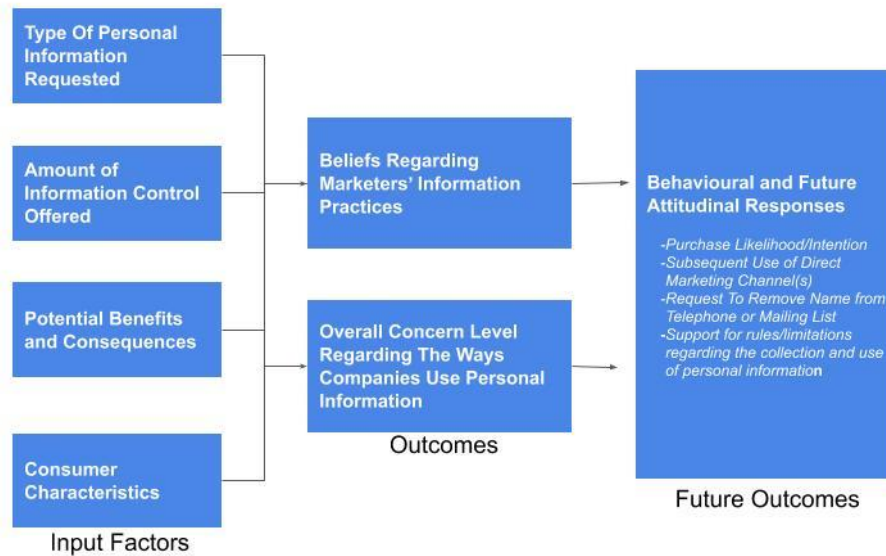 Type Of Personal
Information
Requested
Amount of
Information Control
Offered
Potential Benefits
and Consequences
Consumer
Characteristics
Input Factors
Beliefs Regarding
Marketers' Information
Practices
Overall Concern Level
Regarding The Ways
Companies Use Personal
Information
Outcomes
Behavioural and Future
Attitudinal Responses
-Purchase Likelihood/Intention
-Subsequent Use of Direct
Marketing Channel(s)
-Request To Remove Name from
Telephone or Mailing List
-Support for rules/limitations
regarding the collection and use
of personal information
Future Outcomes